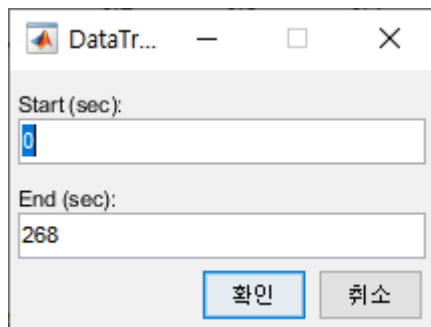 DataTr...
Start (sec):
0
End (sec):
268
확인 취소